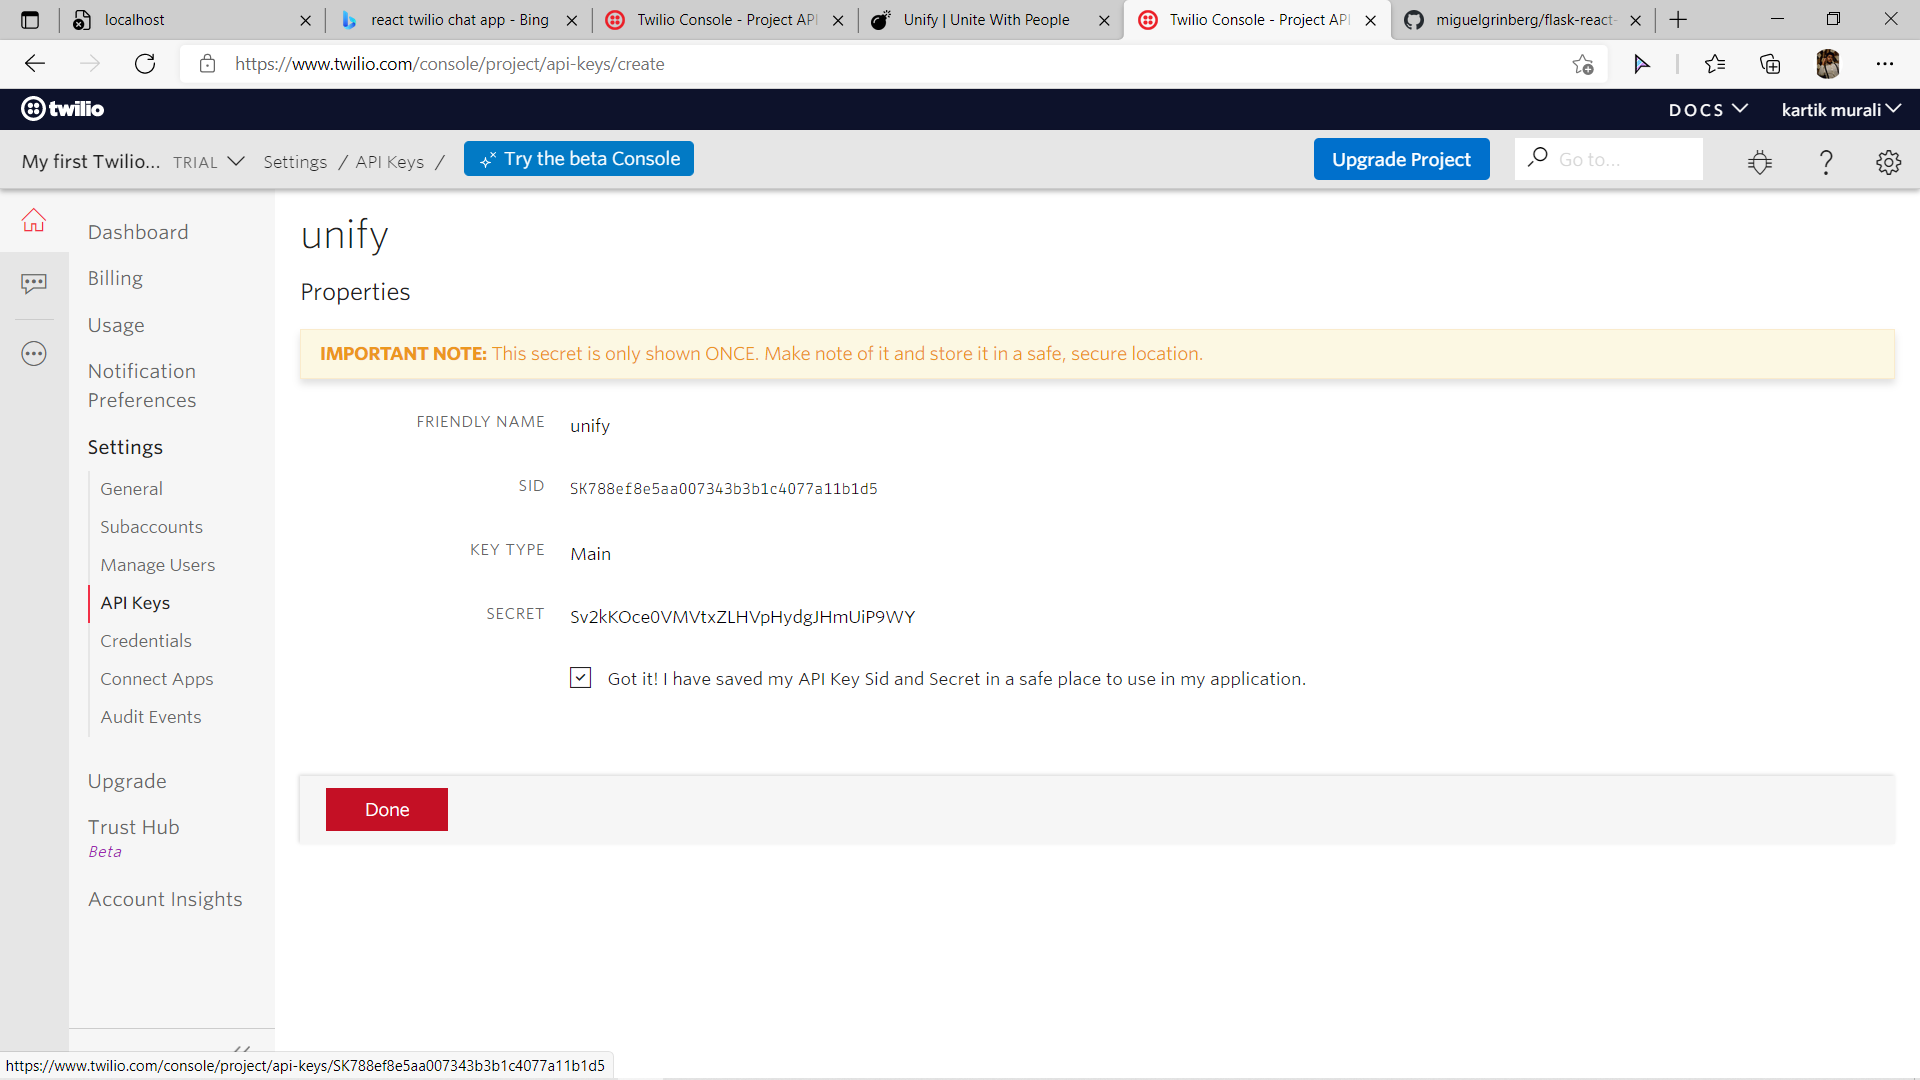 localhost
react twilio chat app - Bing
Twilio Console - Project API
Unify | Unite With People
Twilio Console - Project API
miguelgrinberg/flask-react-
https://www.twilio.com/console/project/api-keys/create
twilio
DOCS
kartik murali
My first Twilio... TRIAL
Settings / API Keys /
Try the beta Console
Upgrade Project
Go to...
Dashboard
Billing
Usage
Notification
Preferences
Settings
General
Subaccounts
Manage Users
API Keys
Credentials
Connect Apps
Audit Events
Upgrade
Trust Hub
Beta
Account Insights
unify
Properties
IMPORTANT NOTE: This secret is only shown ONCE. Make note of it and store it in a safe, secure location.
FRIENDLY NAME unify
SID SK788ef8e5aa007343b3b1c4077a11b1d5
KEY TYPE Main
SECRET Sv2kKOce0VMVtxZLHVpHydgJHmUiP9WY
Got it! I have saved my API Key Sid and Secret in a safe place to use in my application.
Done
https://www.twilio.com/console/project/api-keys/SK788ef8e5aa007343b3b1c4077a11b1d5